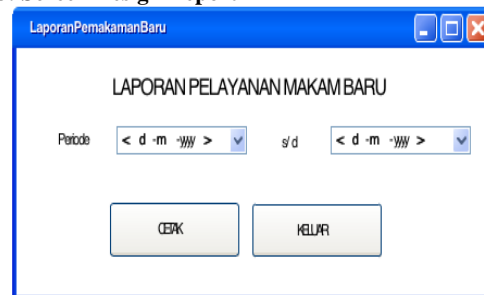 LaporanPemakamanBaru
LAPORAN PELAYANAN MAKAM BARU
Periode < d -m -yyyy > s/d < d -m -yyyy >
CETAK KELUAR